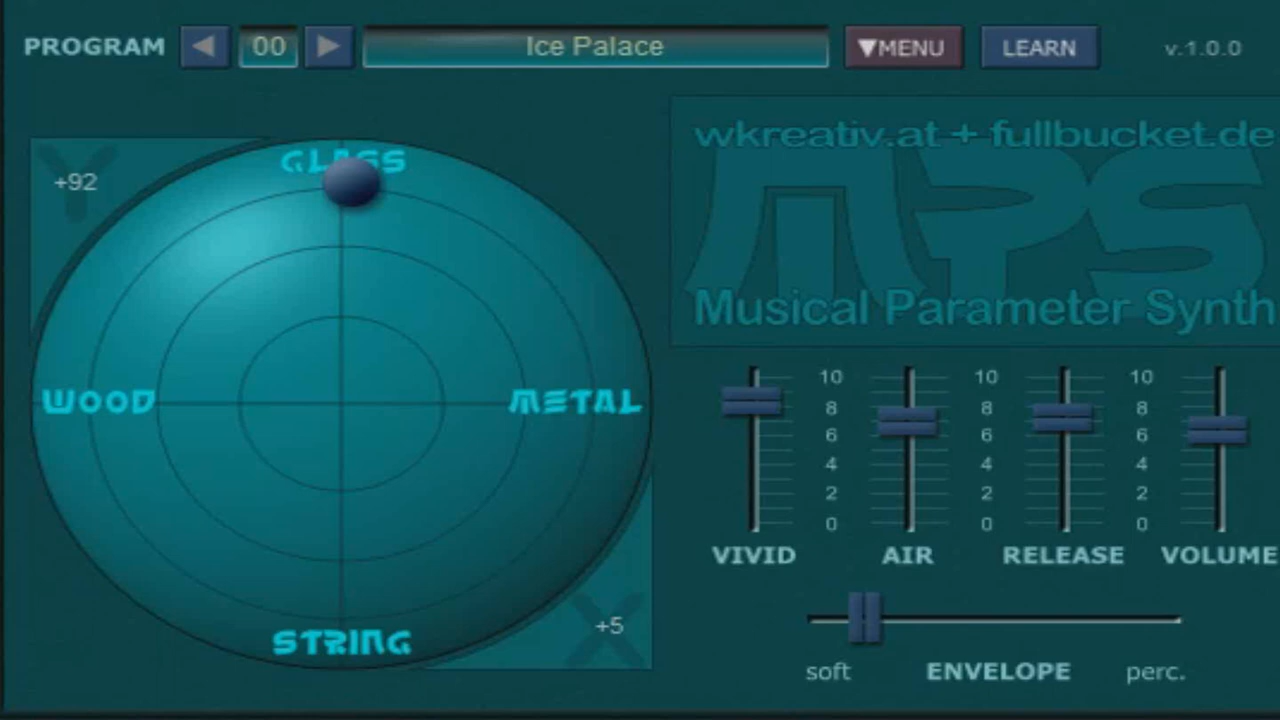 PROGRAM 00 Ice Palace ▼MENU LEARN v.1.0.0
wkreativ.at + fullbucket.de
MPS
Musical Parameter Synth
Y
+92
GLASS
WOOD METAL
STRING
X
+5
10 10 10
8 8 8
6 6 6
4 4 4
2 2 2
0 0 0
VIVID AIR RELEASE VOLUME
soft ENVELOPE perc.